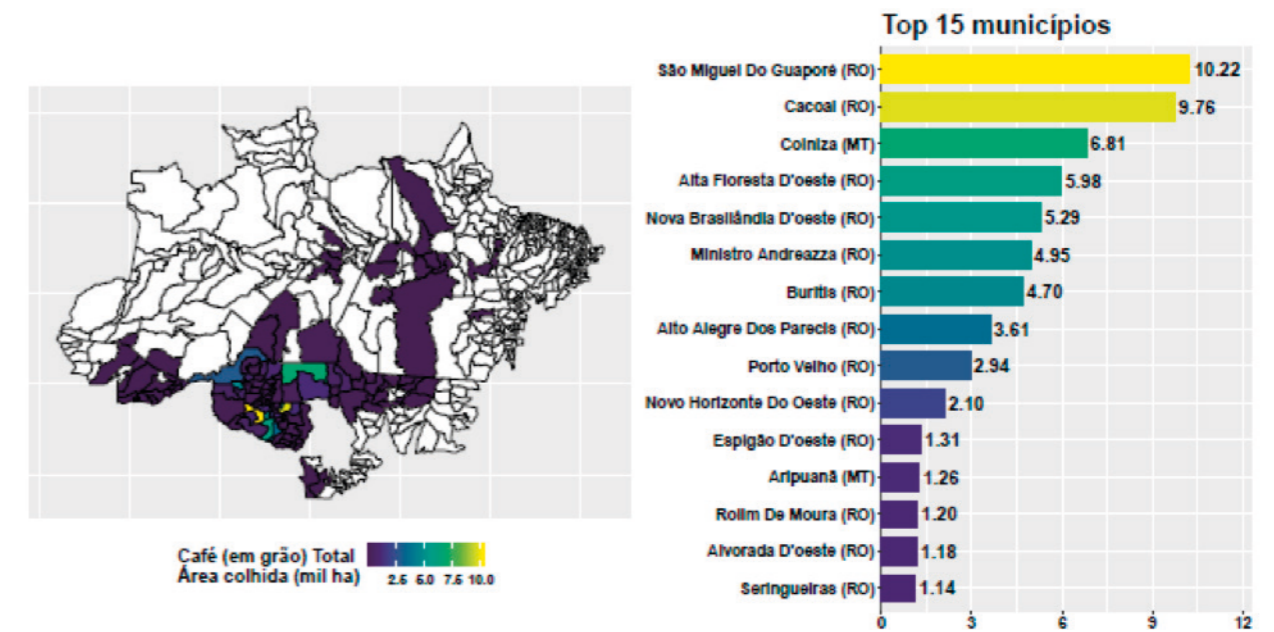 Top 15 municípios
São Miguel Do Guaporé (RO) 10.22
Cacoal (RO) 9.76
Colniza (MT) 6.81
Alta Floresta D'oeste (RO) 5.98
Nova Brasilândia D'oeste (RO) 5.29
Ministro Andreazza (RO) 4.95
Buritis (RO) 4.70
Alto Alegre Dos Parecis (RO) 3.61
Porto Velho (RO) 2.94
Novo Horizonte Do Oeste (RO) 2.10
Espigão D'oeste (RO) 1.31
Aripuanã (MT) 1.26
Rolim De Moura (RO) 1.20
Alvorada D'oeste (RO) 1.18
Seringueiras (RO) 1.14
0 3 6 9 12
Café (em grão) Total
Área colhida (mil ha)
2.5 5.0 7.5 10.0